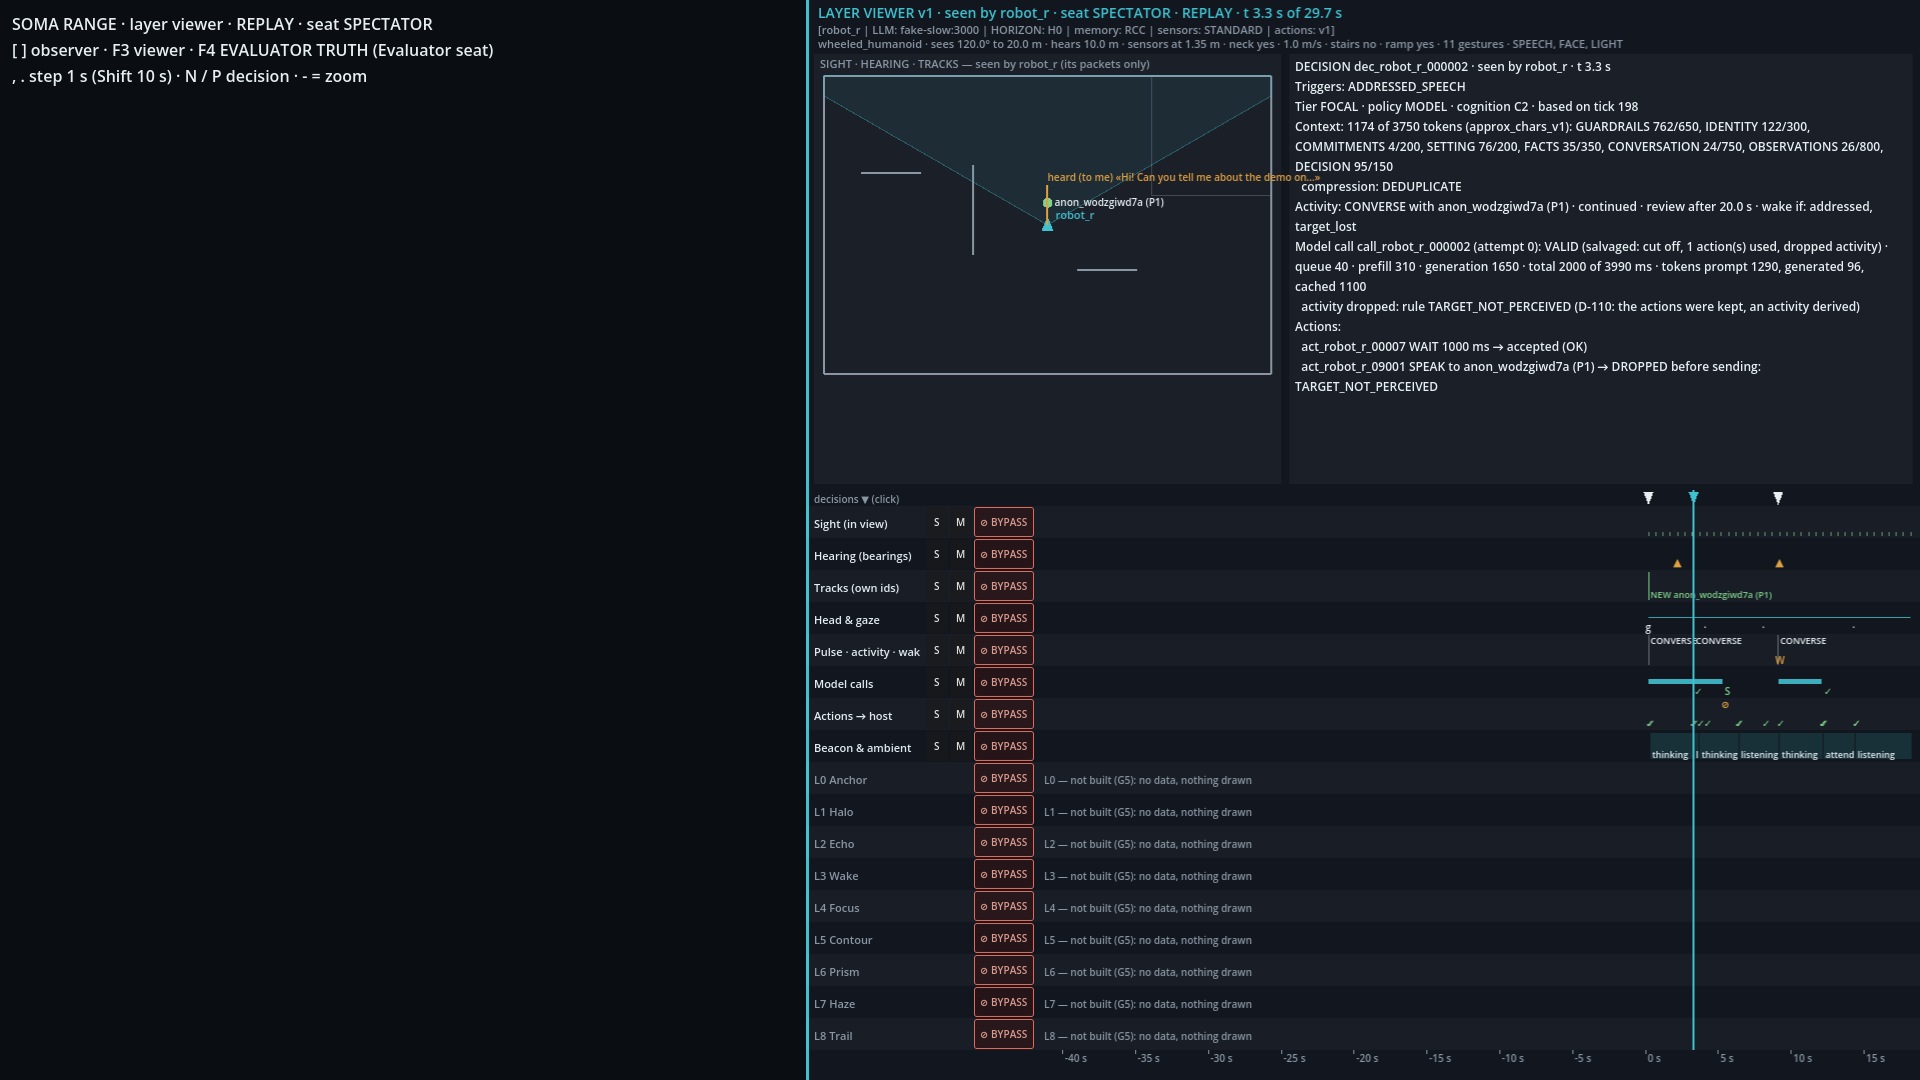 SOMA RANGE · layer viewer · REPLAY · seat SPECTATOR
[ ] observer · F3 viewer · F4 EVALUATOR TRUTH (Evaluator seat)
, . step 1 s (Shift 10 s) · N / P decision · - = zoom
LAYER VIEWER v1 · seen by robot_r · seat SPECTATOR · REPLAY · t 3.3 s of 29.7 s
[robot_r | LLM: fake-slow:3000 | HORIZON: H0 | memory: RCC | sensors: STANDARD | actions: v1]
wheeled_humanoid · sees 120.0° to 20.0 m · hears 10.0 m · sensors at 1.35 m · neck yes · 1.0 m/s · stairs no · ramp yes · 11 gestures · SPEECH, FACE, LIGHT
SIGHT · HEARING · TRACKS — seen by robot_r (its packets only)
heard (to me) «Hi! Can you tell me about the demo on...»
anon_wodzgiwd7a (P1)
robot_r
DECISION dec_robot_r_000002 · seen by robot_r · t 3.3 s
Triggers: ADDRESSED_SPEECH
Tier FOCAL · policy MODEL · cognition C2 · based on tick 198
Context: 1174 of 3750 tokens (approx_chars_v1): GUARDRAILS 762/650, IDENTITY 122/300,
COMMITMENTS 4/200, SETTING 76/200, FACTS 35/350, CONVERSATION 24/750, OBSERVATIONS 26/800,
DECISION 95/150
compression: DEDUPLICATE
Activity: CONVERSE with anon_wodzgiwd7a (P1) · continued · review after 20.0 s · wake if: addressed,
target_lost
Model call call_robot_r_000002 (attempt 0): VALID (salvaged: cut off, 1 action(s) used, dropped activity) ·
queue 40 · prefill 310 · generation 1650 · total 2000 of 3990 ms · tokens prompt 1290, generated 96,
cached 1100
activity dropped: rule TARGET_NOT_PERCEIVED (D-110: the actions were kept, an activity derived)
Actions:
act_robot_r_00007 WAIT 1000 ms → accepted (OK)
act_robot_r_09001 SPEAK to anon_wodzgiwd7a (P1) → DROPPED before sending:
TARGET_NOT_PERCEIVED
decisions ▼ (click)
Sight (in view) S M ⊘ BYPASS
Hearing (bearings) S M ⊘ BYPASS
Tracks (own ids) S M ⊘ BYPASS NEW anon_wodzgiwd7a (P1)
Head & gaze S M ⊘ BYPASS g
Pulse · activity · wak S M ⊘ BYPASS CONVERSE CONVERSE CONVERSE W
Model calls S M ⊘ BYPASS ✓ S ✓
Actions → host S M ⊘ BYPASS ⊘
Beacon & ambient S M ⊘ BYPASS thinking l thinking listening thinking attend listening
L0 Anchor ⊘ BYPASS L0 — not built (G5): no data, nothing drawn
L1 Halo ⊘ BYPASS L1 — not built (G5): no data, nothing drawn
L2 Echo ⊘ BYPASS L2 — not built (G5): no data, nothing drawn
L3 Wake ⊘ BYPASS L3 — not built (G5): no data, nothing drawn
L4 Focus ⊘ BYPASS L4 — not built (G5): no data, nothing drawn
L5 Contour ⊘ BYPASS L5 — not built (G5): no data, nothing drawn
L6 Prism ⊘ BYPASS L6 — not built (G5): no data, nothing drawn
L7 Haze ⊘ BYPASS L7 — not built (G5): no data, nothing drawn
L8 Trail ⊘ BYPASS L8 — not built (G5): no data, nothing drawn
-40 s -35 s -30 s -25 s -20 s -15 s -10 s -5 s 0 s 5 s 10 s 15 s